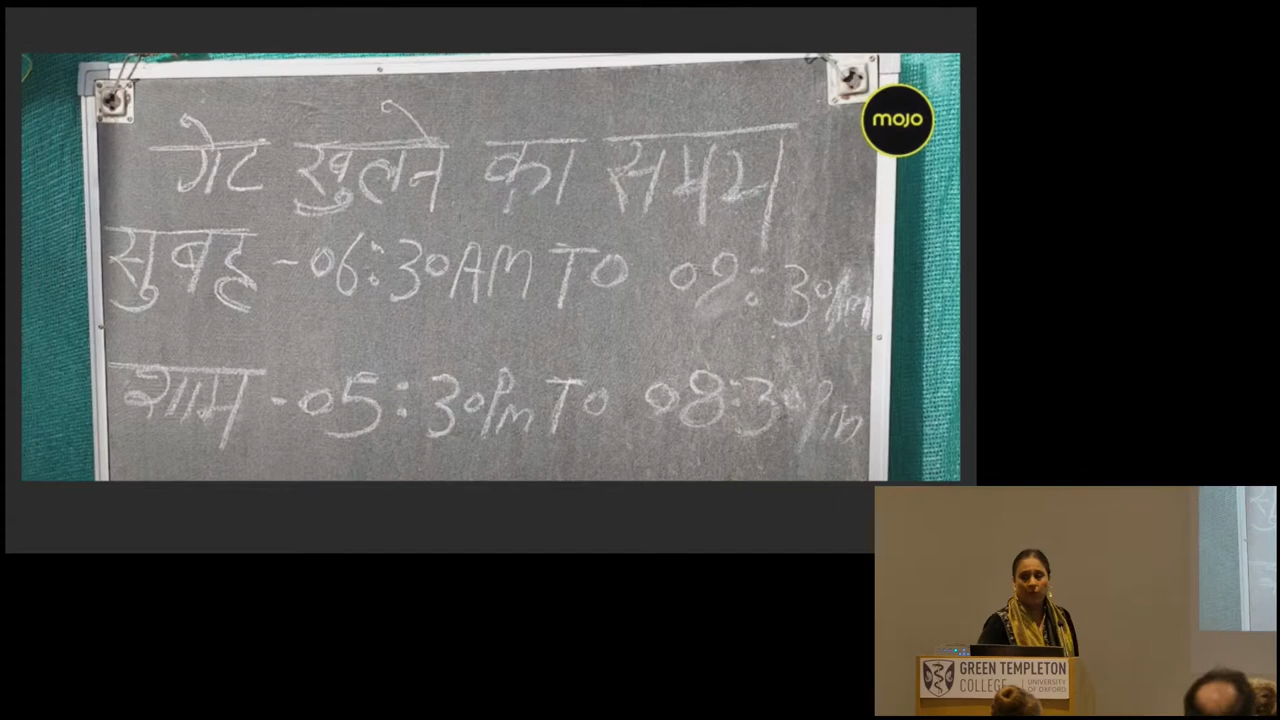 गेट खुलने का समय
सुबह - 06:30 AM TO 09:30 Am
शाम - 05:30 Pm TO 08:30 Pm
mojo
GREEN TEMPLETON
COLLEGE | UNIVERSITY
OF OXFORD